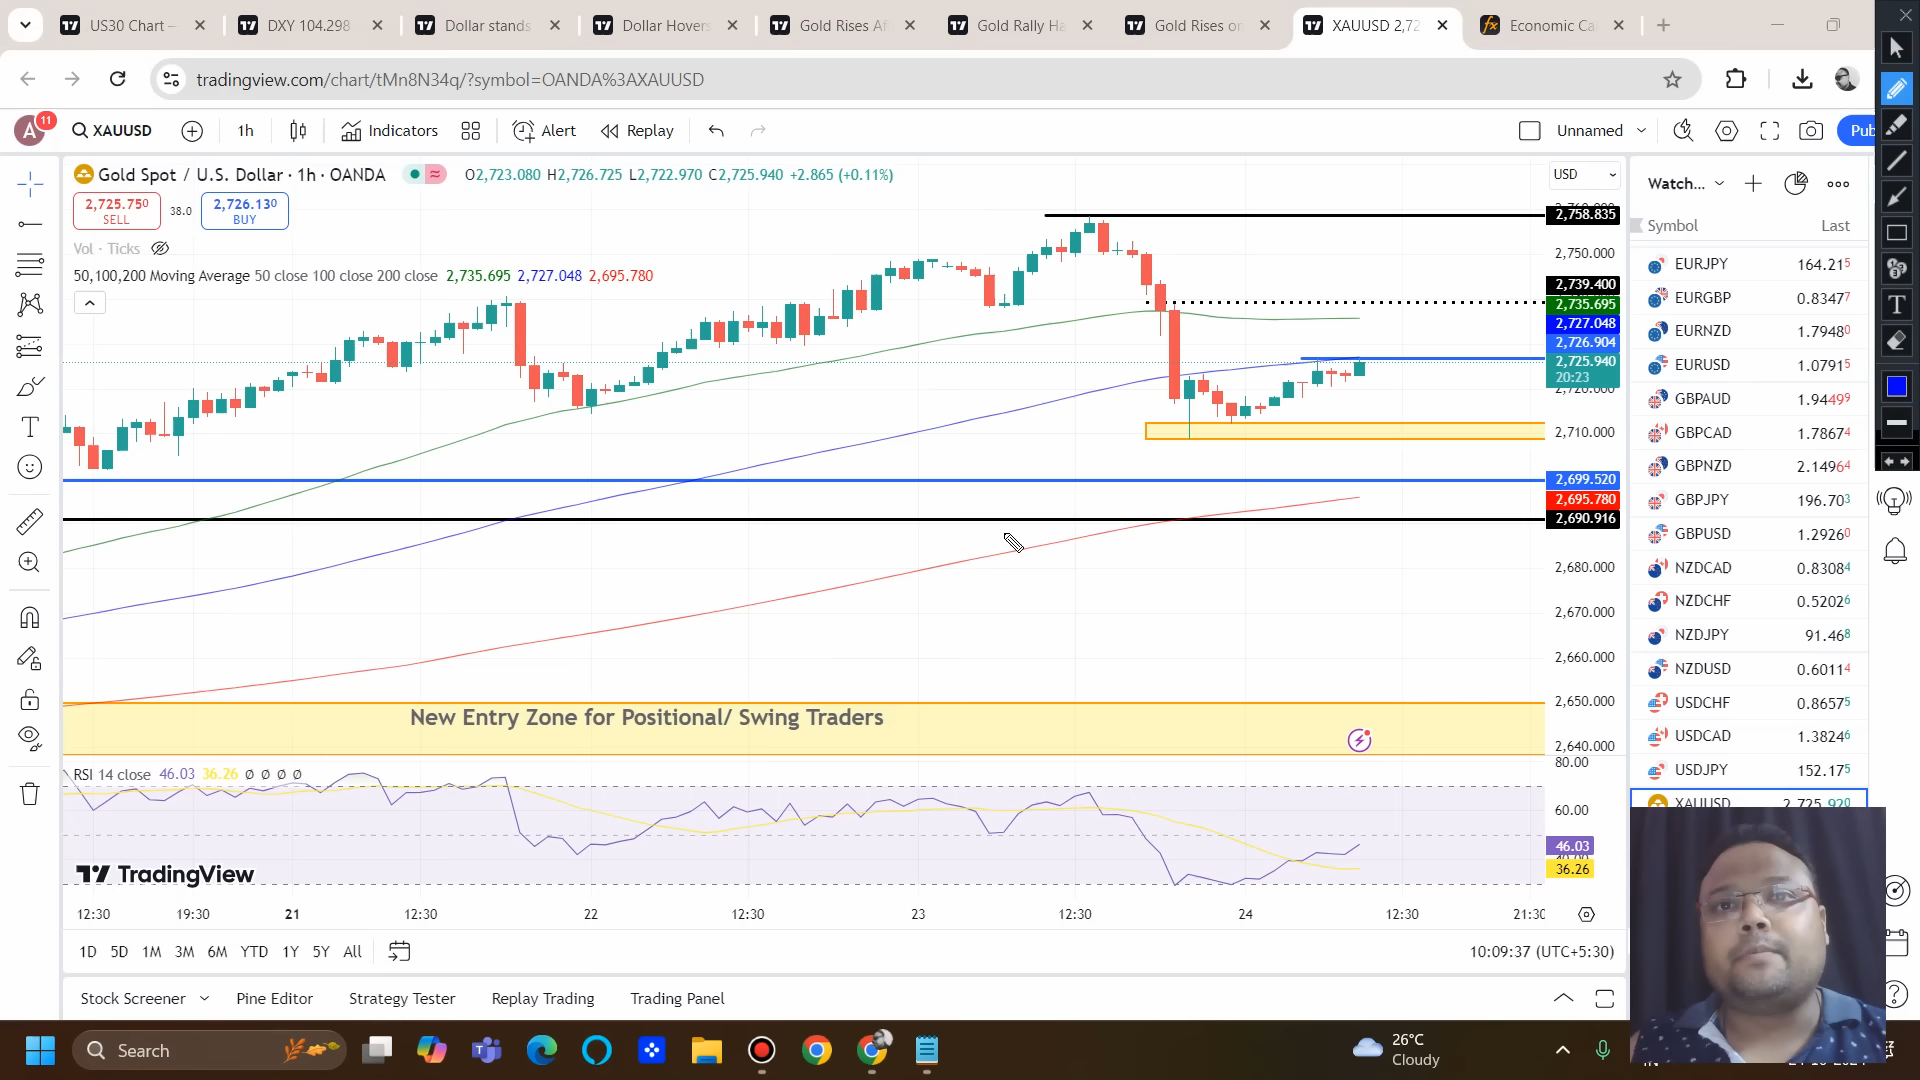 US30 Chart –
DXY 104.298
Dollar stands
Dollar Hovers
Gold Rises Af
Gold Rally Ha
Gold Rises on
XAUUSD 2,72
Economic Ca
tradingview.com/chart/tMn8N34q/?symbol=OANDA%3AXAUUSD
A
11
XAUUSD
1h
Indicators
Alert
Replay
Unnamed
Pub
Gold Spot / U.S. Dollar · 1h · OANDA
O2,723.080 H2,726.725 L2,722.970 C2,725.940 +2.865 (+0.11%)
2,725.750
SELL
38.0
2,726.130
BUY
Vol · Ticks
50,100,200 Moving Average 50 close 100 close 200 close 2,735.695 2,727.048 2,695.780
USD
2,758.835
2,750.000
2,739.400
2,735.695
2,727.048
2,726.904
2,725.940
20:23
2,720.000
2,710.000
2,699.520
2,695.780
2,690.916
2,680.000
2,670.000
2,660.000
2,650.000
2,640.000
New Entry Zone for Positional/ Swing Traders
RSI 14 close 46.03 36.26 Ø Ø Ø Ø
80.00
60.00
46.03
36.26
TradingView
12:30 19:30 21 12:30 22 12:30 23 12:30 24 12:30 21:30
1D 5D 1M 3M 6M YTD 1Y 5Y All
10:09:37 (UTC+5:30)
Stock Screener
Pine Editor
Strategy Tester
Replay Trading
Trading Panel
Watch...
Symbol Last
EURJPY 164.215
EURGBP 0.83477
EURNZD 1.79480
EURUSD 1.07915
GBPAUD 1.94499
GBPCAD 1.78674
GBPNZD 2.14964
GBPJPY 196.703
GBPUSD 1.29260
NZDCAD 0.83084
NZDCHF 0.52026
NZDJPY 91.468
NZDUSD 0.60114
USDCHF 0.86575
USDCAD 1.38246
USDJPY 152.175
XAUUSD 2,725.920
Search
26°C
Cloudy